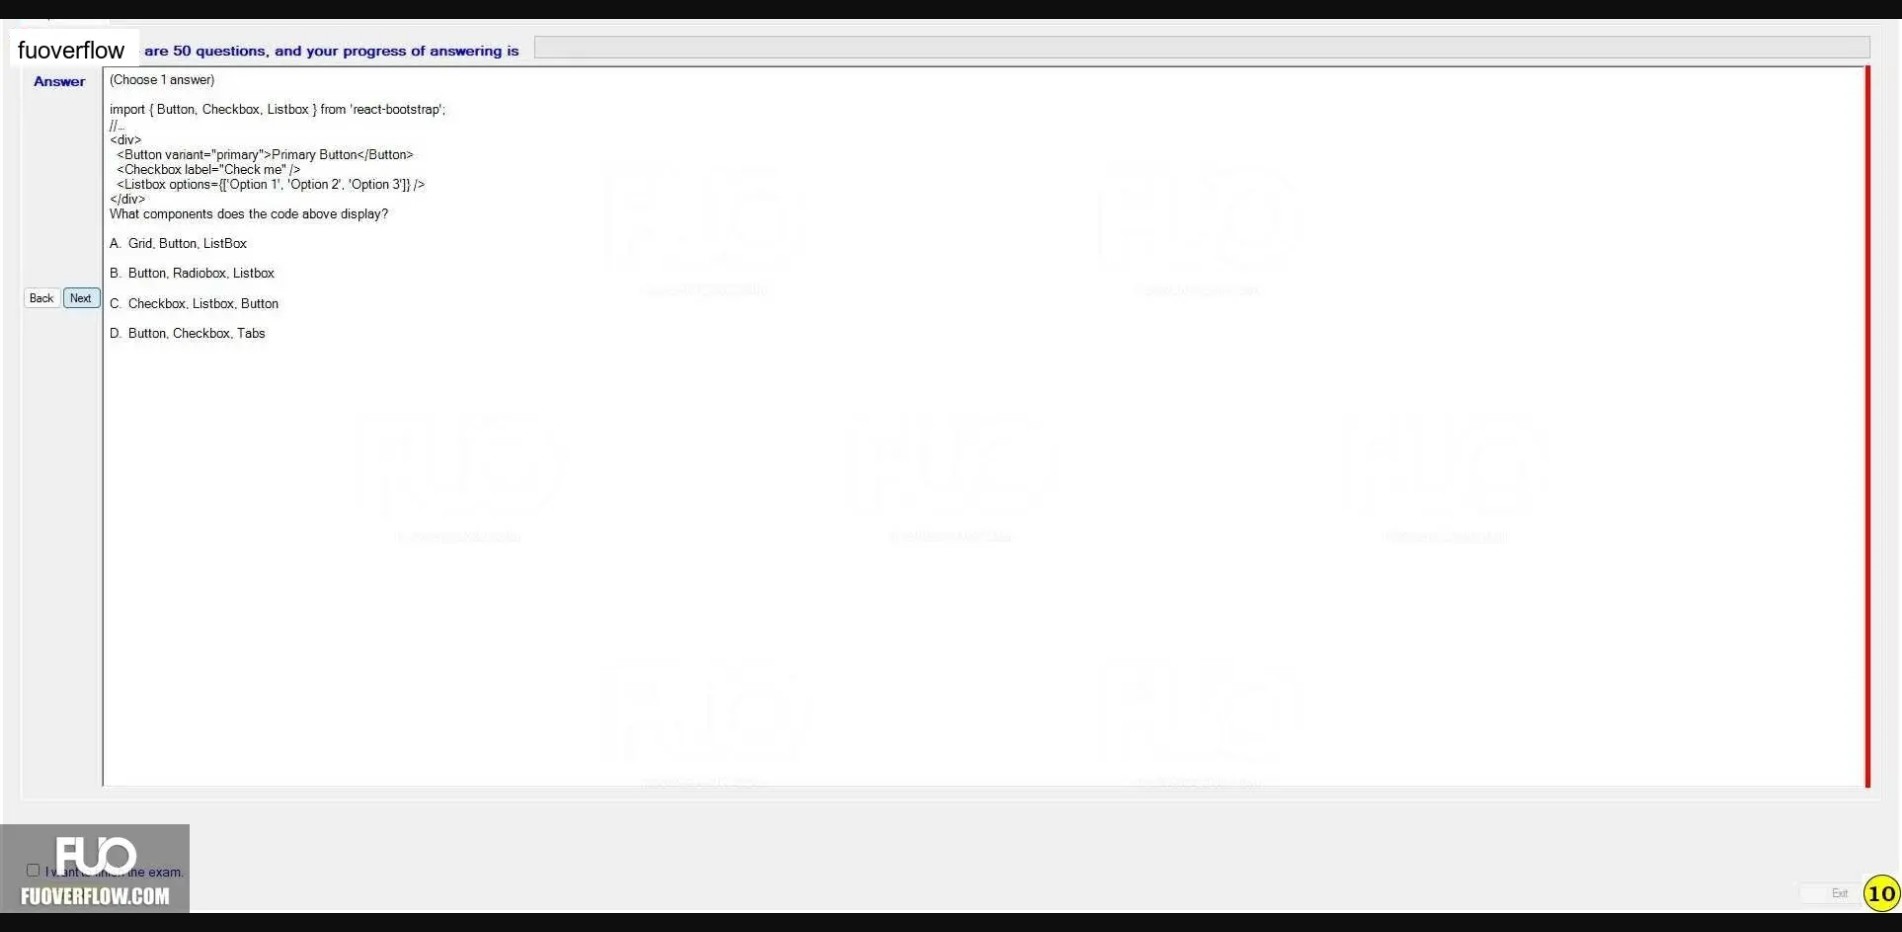 fuoverflow are 50 questions, and your progress of answering is
Answer
(Choose 1 answer)
import { Button, Checkbox, Listbox } from 'react-bootstrap';
//...
<div>
<Button variant="primary">Primary Button</Button>
<Checkbox label="Check me" />
<Listbox options={['Option 1', 'Option 2', 'Option 3']} />
</div>
What components does the code above display?
A. Grid, Button, ListBox
B. Button, Radiobox, Listbox
Back Next
C. Checkbox, Listbox, Button
D. Button, Checkbox, Tabs
FUO
I want the exam.
FUOVERFLOW.COM
Exit
10